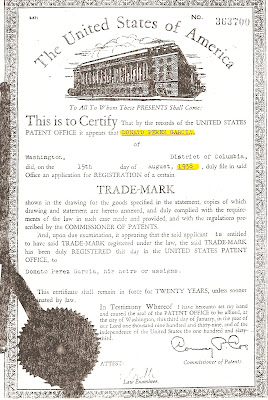 NO. 363700
The United States of America
To All To Whom These PRESENTS Shall Come:
This is to Certify That by the records of the UNITED STATES
PATENT OFFICE it appears that DONATO PEREZ GARCIA,
of
Washington, District or Columbia,
did, on the 15th day of August, 1938, duly file in said
Office an application for REGISTRATION of a certain
TRADE-MARK
shown in the drawing for the goods specified in the statement, copies of which
drawing and statement are hereto annexed, and duly complied with the require-
ments of the law in such case made and provided, and with the regulations pre-
scribed by the COMMISSIONER OF PATENTS.
And, upon due examination, it appearing that the said applicant is entitled
to have said TRADE-MARK registered under the law, the said TRADE-MARK
has been duly REGISTERED this day in the UNITED STATES PATENT
OFFICE, to
Donato Perez Garcia, his heirs or assigns.
This certificate shall remain in force for TWENTY YEARS, unless sooner
terminated by law.
In Testimony Whereof I have hereunto set my hand
and caused the seal of the PATENT OFFICE to be affixed, at
the city of Washington, this third day of January, in the year of
our Lord one thousand nine hundred and thirty-nine, and of the
independence of the United States the one hundred and sixty-
third.
Commissioner of Patents
ATTEST:
Law Examiner.